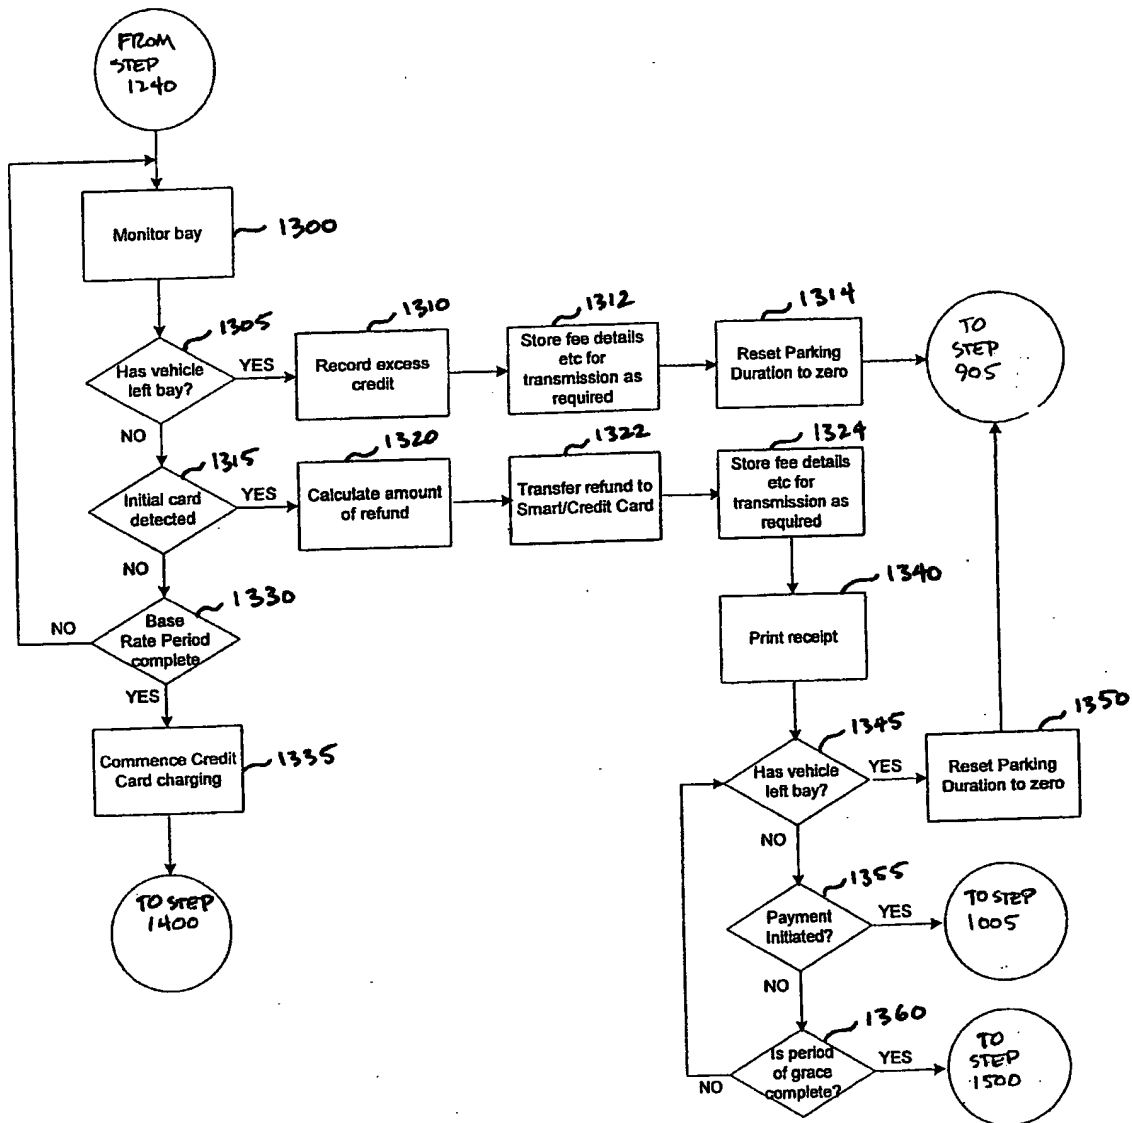 FROM
STEP
1240
Monitor bay
1300
Has vehicle
left bay?
1305
YES
NO
Record excess
credit
1310
Store fee details
etc for
transmission as
required
1312
Reset Parking
Duration to zero
1314
TO
STEP
905
Initial card
detected
1315
YES
NO
Calculate amount
of refund
1320
Transfer refund to
Smart/Credit Card
1322
Store fee details
etc for
transmission as
required
1324
Base
Rate Period
complete
1330
NO
YES
Print receipt
1340
Commence Credit
Card charging
1335
TO STEP
1400
Has vehicle
left bay?
1345
YES
NO
Reset Parking
Duration to zero
1350
Payment
Initiated?
1355
YES
NO
TO STEP
1005
Is period
of grace
complete?
1360
YES
NO
TO
STEP
1500